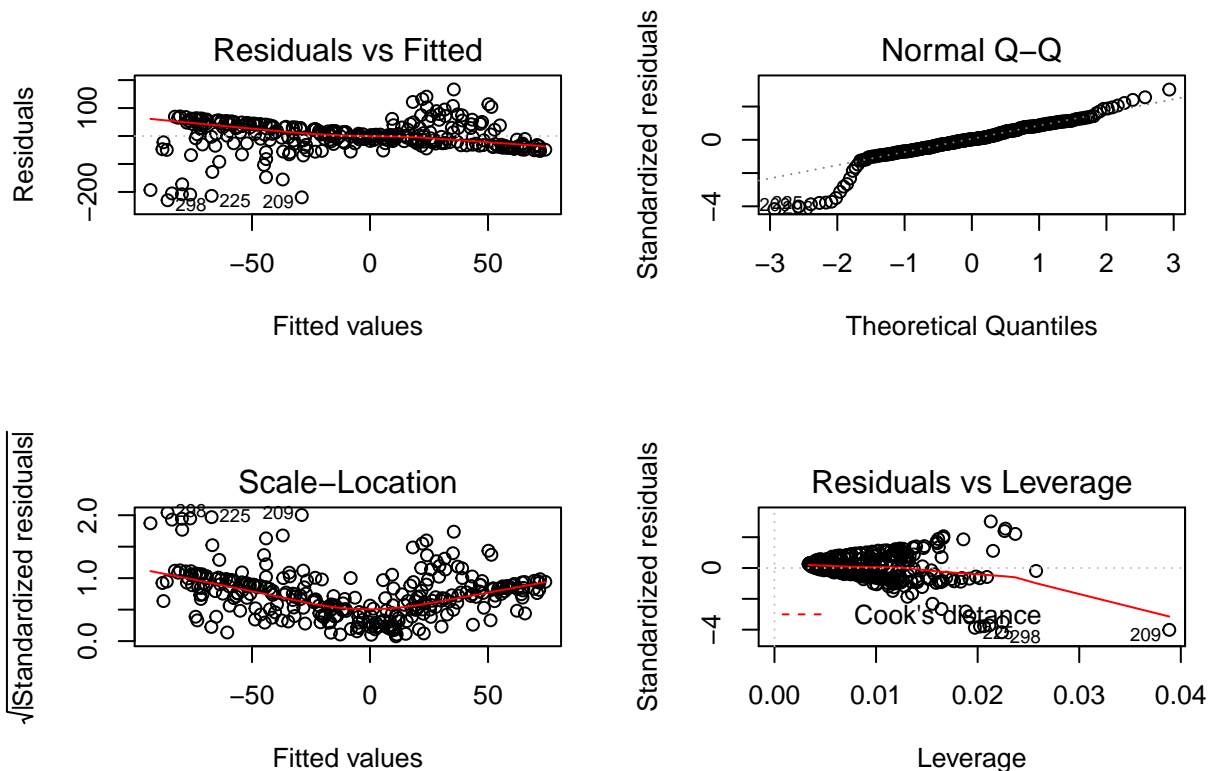 Residuals vs Fitted
Residuals
100
−200
298
225
209
−50 0 50
Fitted values
Normal Q−Q
Standardized residuals
0
−4
−3 −2 −1 0 1 2 3
Theoretical Quantiles
Scale−Location
√|Standardized residuals|
2.0
1.0
0.0
298
225
209
−50 0 50
Fitted values
Residuals vs Leverage
Standardized residuals
0
−4
Cook's distance
298
209
0.00 0.01 0.02 0.03 0.04
Leverage